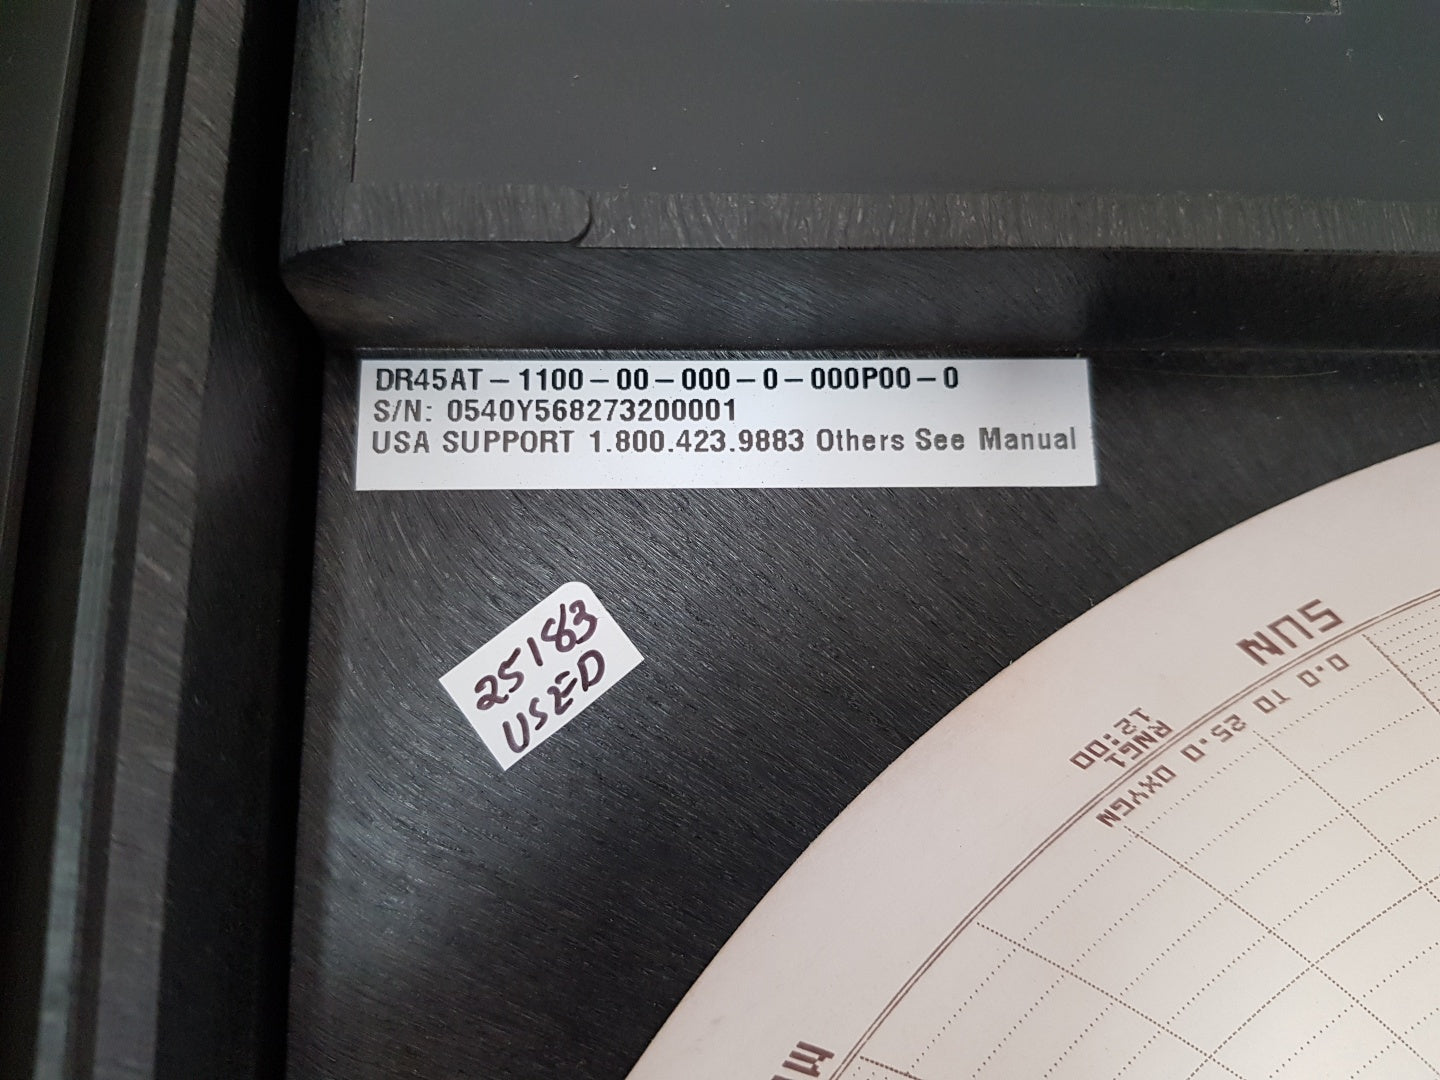 DR45AT-1100-00-000-0-000P00-0
S/N: 0540Y568273200001
USA SUPPORT 1.800.423.9883 Others See Manual
25183
USED
SUN
0.0 TO 25.0 OXYGN
RNG1
12:00